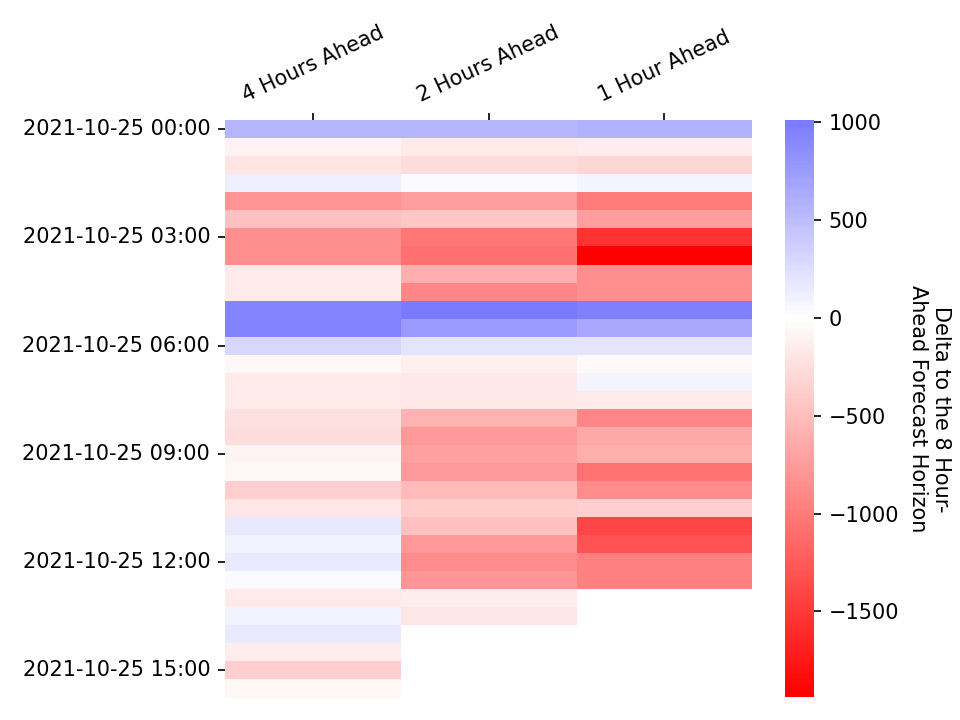 4 Hours Ahead
2 Hours Ahead
1 Hour Ahead
2021-10-25 00:00
2021-10-25 03:00
2021-10-25 06:00
2021-10-25 09:00
2021-10-25 12:00
2021-10-25 15:00
1000
500
0
−500
−1000
−1500
Delta to the 8 Hour-
Ahead Forecast Horizon